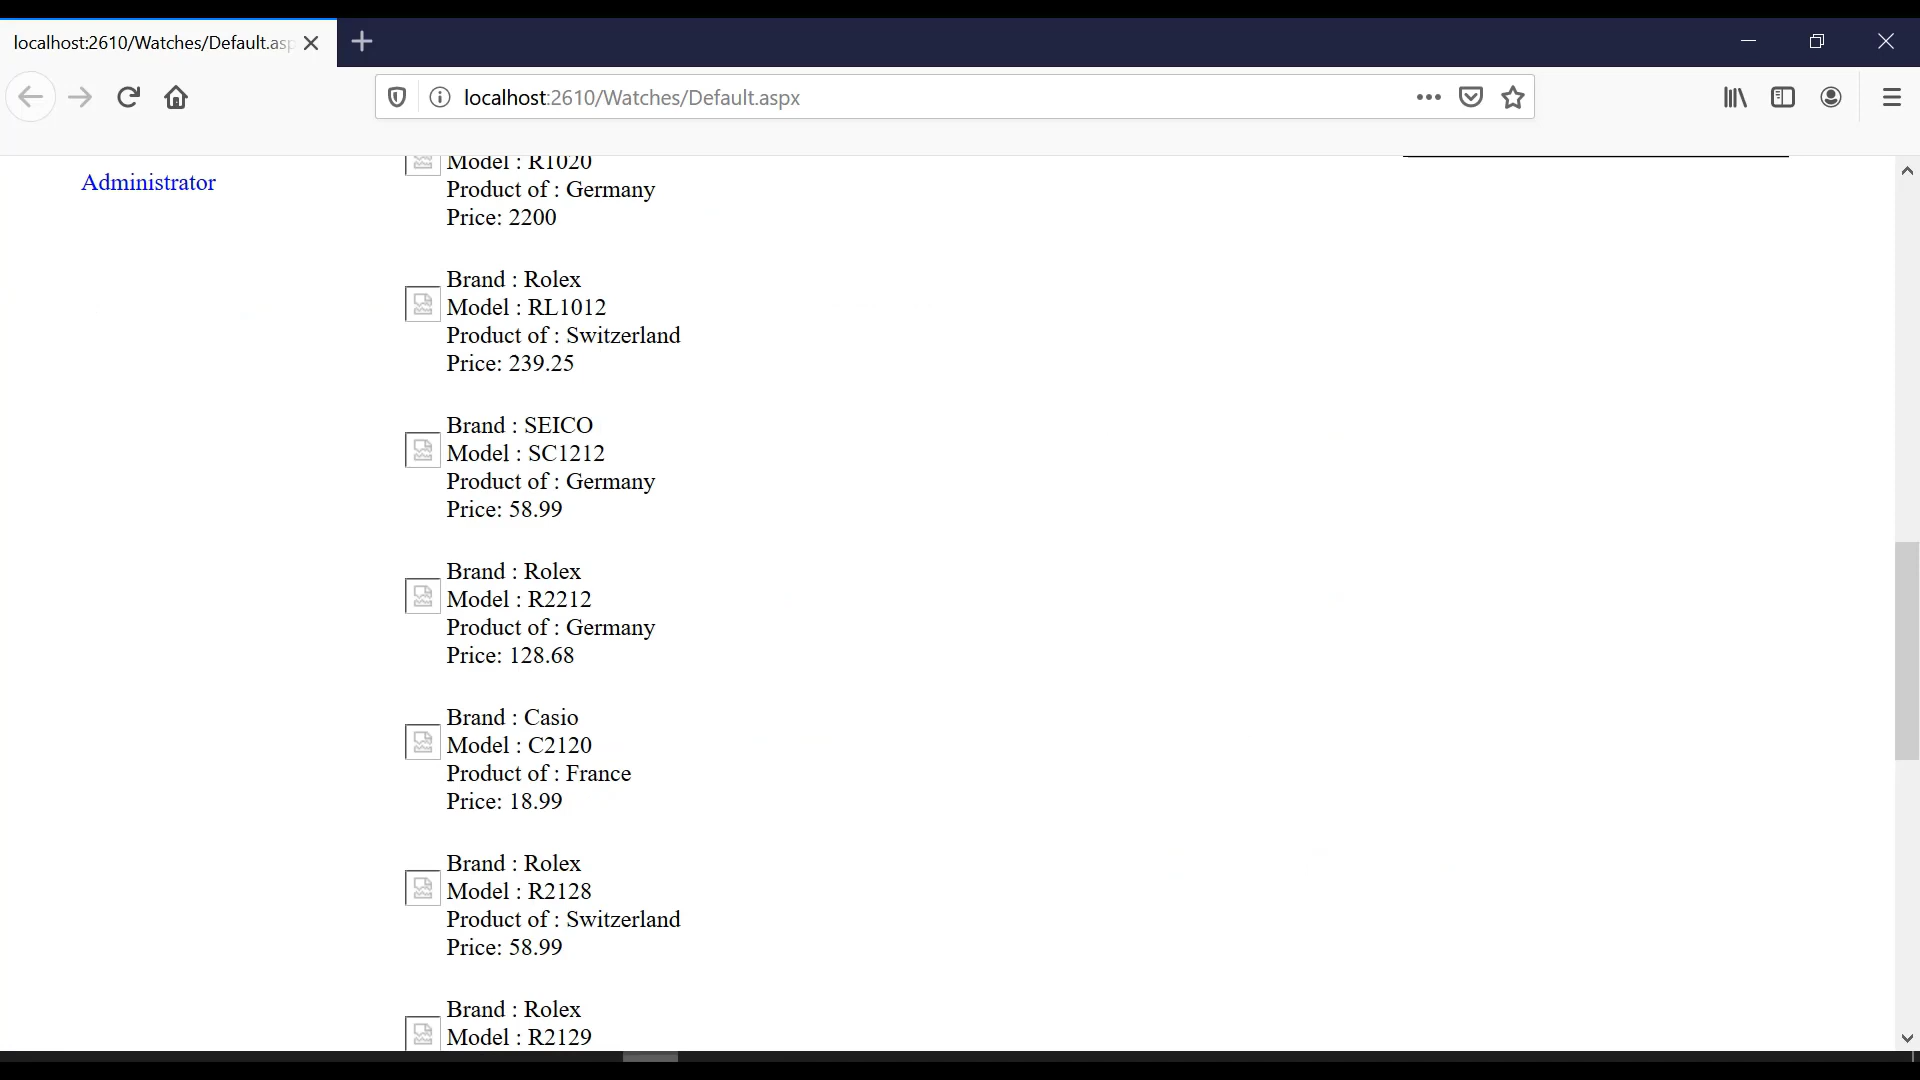 localhost:2610/Watches/Default.asp
localhost:2610/Watches/Default.aspx
Administrator
Model : R1020
Product of : Germany
Price: 2200
Brand : Rolex
Model : RL1012
Product of : Switzerland
Price: 239.25
Brand : SEICO
Model : SC1212
Product of : Germany
Price: 58.99
Brand : Rolex
Model : R2212
Product of : Germany
Price: 128.68
Brand : Casio
Model : C2120
Product of : France
Price: 18.99
Brand : Rolex
Model : R2128
Product of : Switzerland
Price: 58.99
Brand : Rolex
Model : R2129